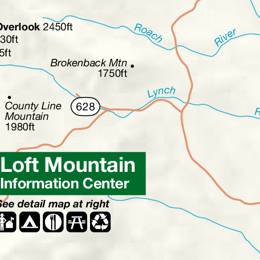 Overlook 2450ft
30ft
5ft
Roach
River
Brokenback Mtn
1750ft
Lynch
R
County Line
Mountain
1980ft
628
Loft Mountain
Information Center
See detail map at right